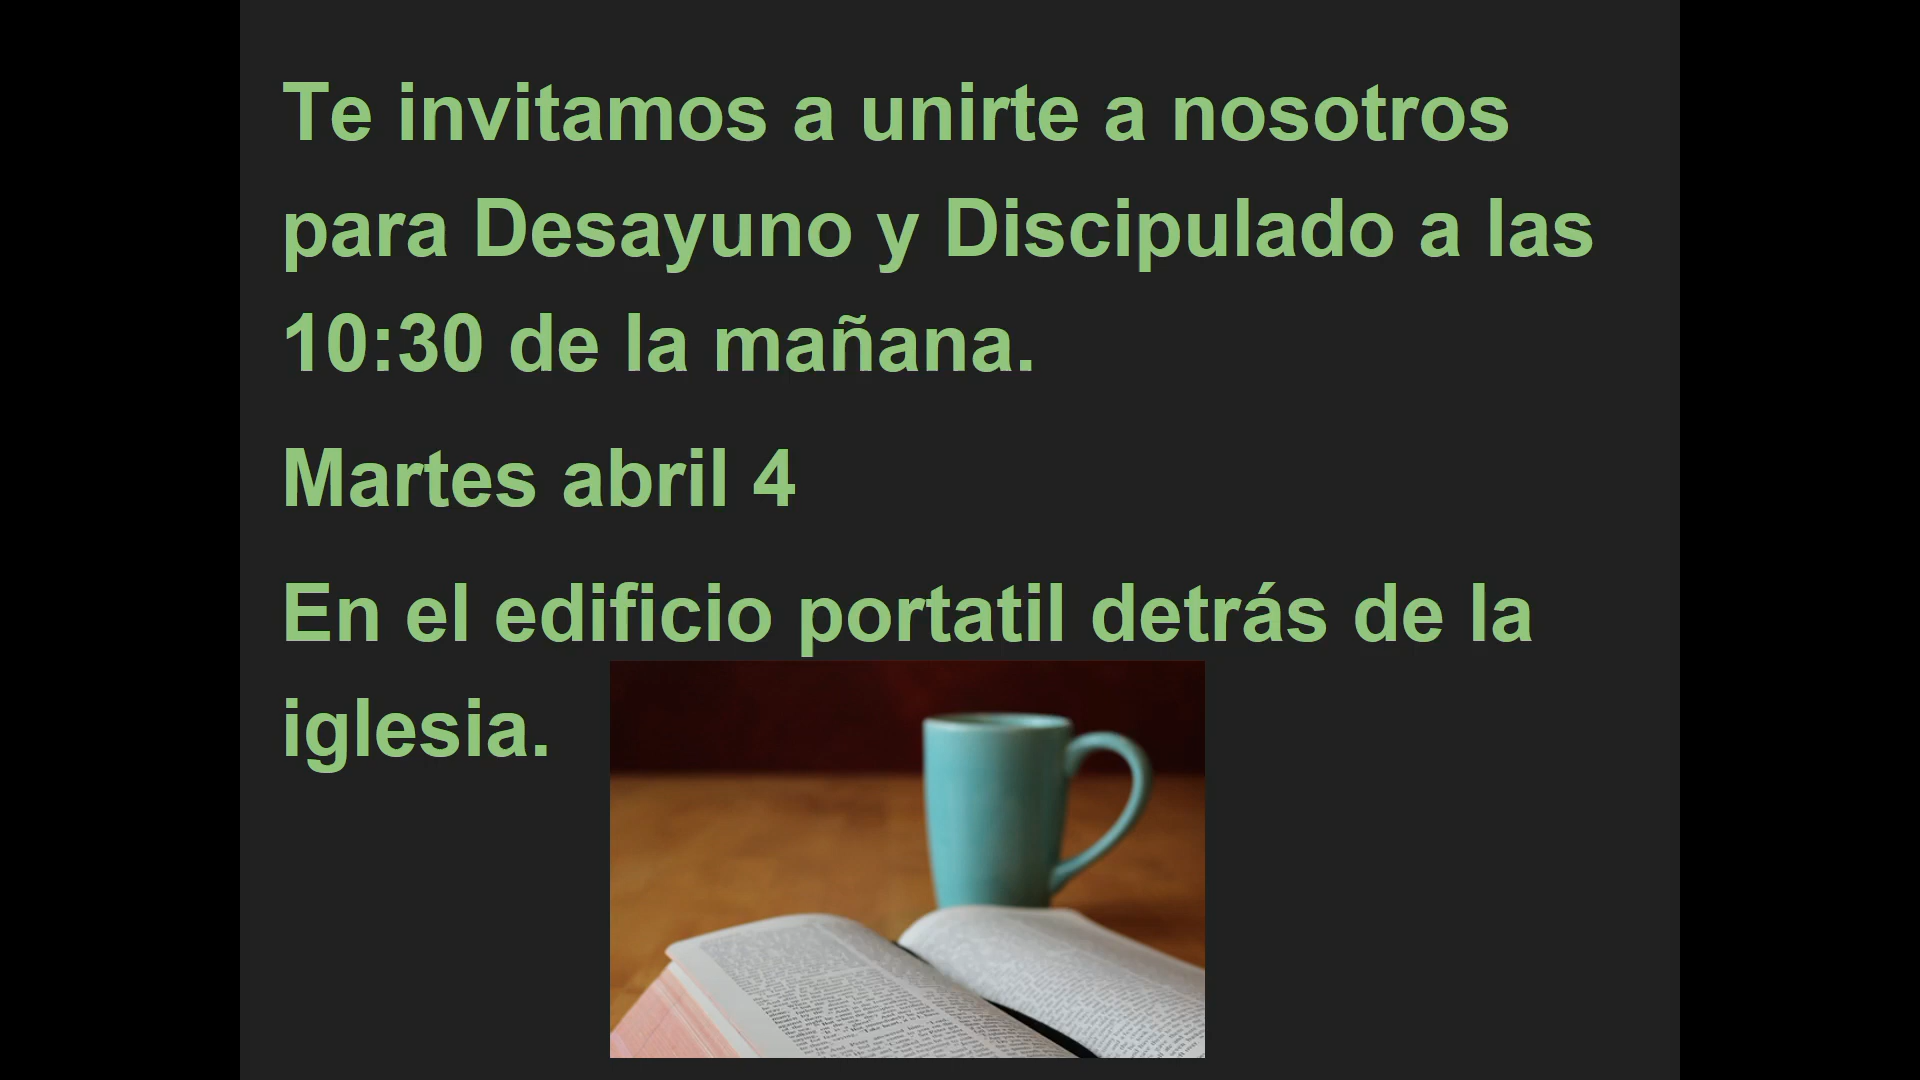 Te invitamos a unirte a nosotros
para Desayuno y Discipulado a las
10:30 de la mañana.
Martes abril 4
En el edificio portatil detrás de la
iglesia.